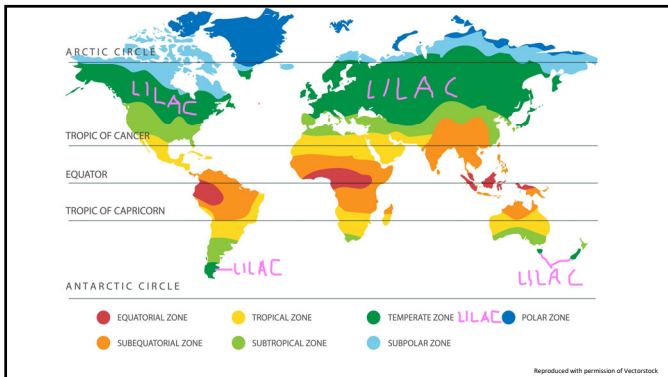 ARCTIC CIRCLE
LILAC
LILAC
TROPIC OF CANCER
EQUATOR
TROPIC OF CAPRICORN
LILAC
LILAC
ANTARCTIC CIRCLE
EQUATORIAL ZONE TROPICAL ZONE TEMPERATE ZONE LILAC POLAR ZONE
SUBEQUATORIAL ZONE SUBTROPICAL ZONE SUBPOLAR ZONE
Reproduced with permission of Vectorstock